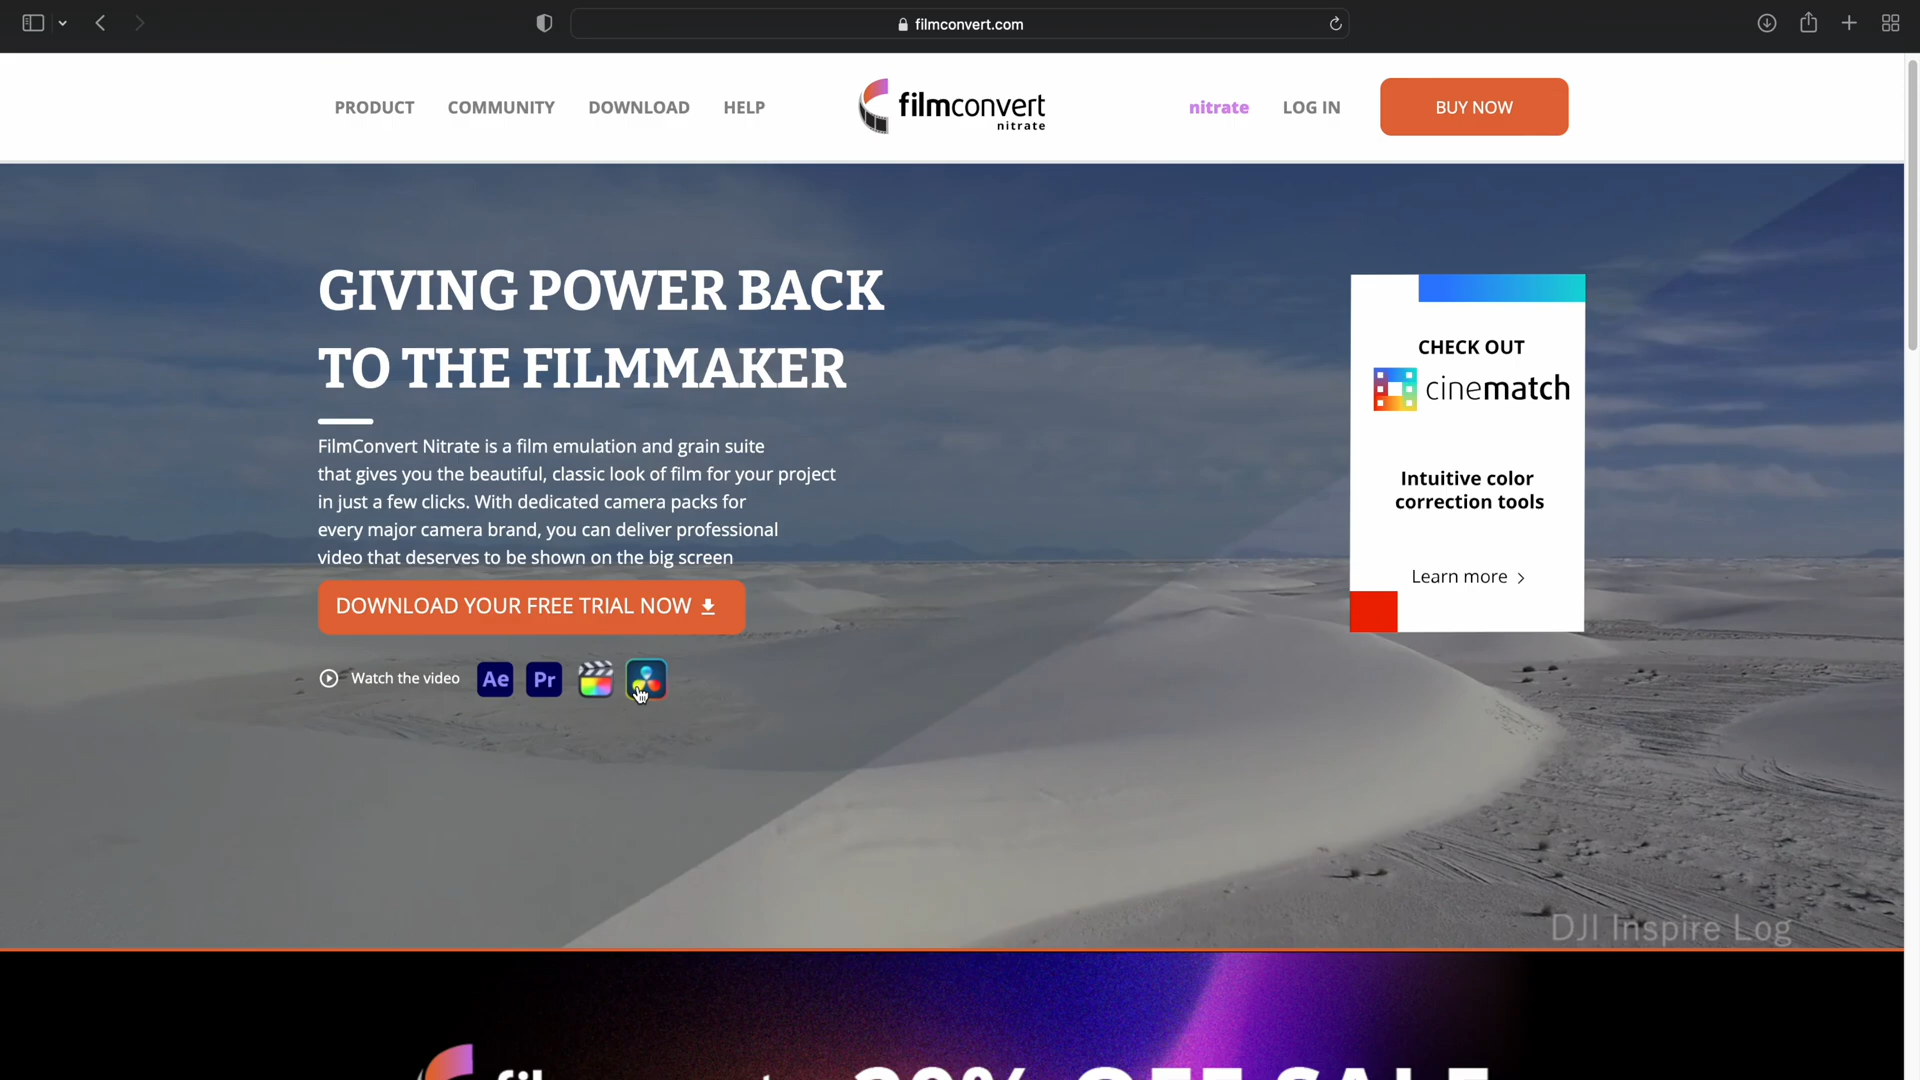 filmconvert.com
PRODUCT
COMMUNITY
DOWNLOAD
HELP
filmconvert
nitrate
nitrate
LOG IN
BUY NOW
GIVING POWER BACK
TO THE FILMMAKER
FilmConvert Nitrate is a film emulation and grain suite
that gives you the beautiful, classic look of film for your project
in just a few clicks. With dedicated camera packs for
every major camera brand, you can deliver professional
video that deserves to be shown on the big screen
DOWNLOAD YOUR FREE TRIAL NOW
Watch the video
Ae
Pr
CHECK OUT
cinematch
Intuitive color
correction tools
Learn more
DJI Inspire Log
OFF SALE